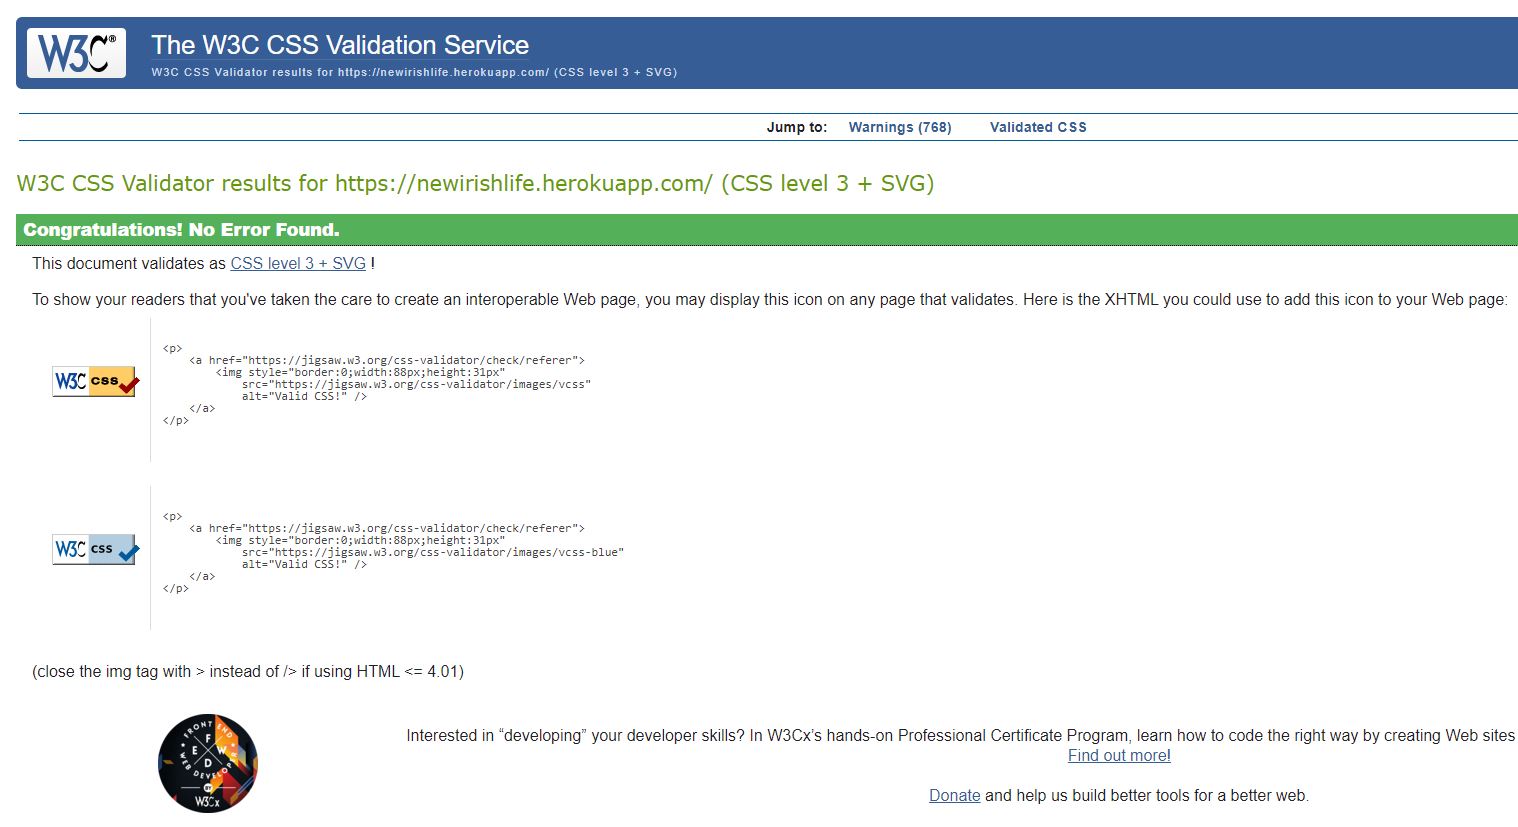 W3C®
The W3C CSS Validation Service
W3C CSS Validator results for https://newirishlife.herokuapp.com/ (CSS level 3 + SVG)
Jump to: Warnings (768) Validated CSS
W3C CSS Validator results for https://newirishlife.herokuapp.com/ (CSS level 3 + SVG)
Congratulations! No Error Found.
This document validates as CSS level 3 + SVG !
To show your readers that you've taken the care to create an interoperable Web page, you may display this icon on any page that validates. Here is the XHTML you could use to add this icon to your Web page:
W3C css
<p>
<a href="https://jigsaw.w3.org/css-validator/check/referer">
<img style="border:0;width:88px;height:31px"
src="https://jigsaw.w3.org/css-validator/images/vcss"
alt="Valid CSS!" />
</a>
</p>
W3C css
<p>
<a href="https://jigsaw.w3.org/css-validator/check/referer">
<img style="border:0;width:88px;height:31px"
src="https://jigsaw.w3.org/css-validator/images/vcss-blue"
alt="Valid CSS!" />
</a>
</p>
(close the img tag with > instead of /> if using HTML <= 4.01)
FRONT END
F
E W
D
WEB DEVELOPER
BY
W3Cx
Interested in “developing” your developer skills? In W3Cx’s hands-on Professional Certificate Program, learn how to code the right way by creating Web sites
Find out more!
Donate and help us build better tools for a better web.